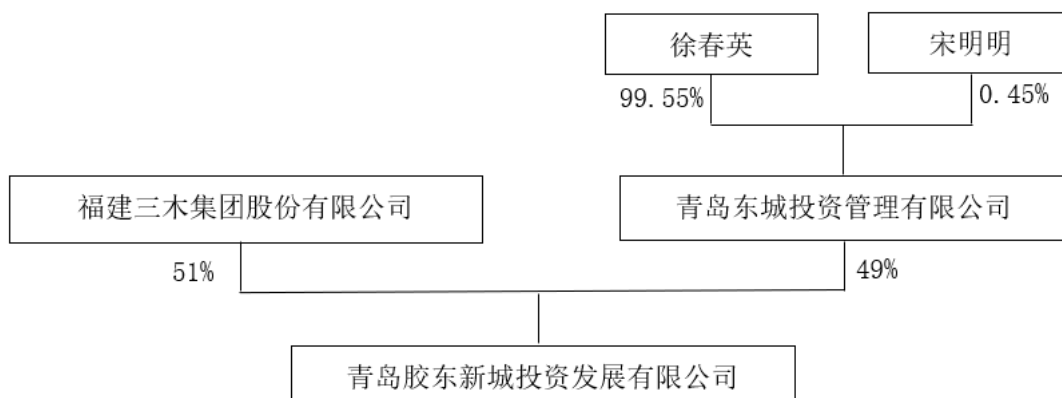 徐春英
宋明明
99.55%
0.45%
福建三木集团股份有限公司
青岛东城投资管理有限公司
51%
49%
青岛胶东新城投资发展有限公司